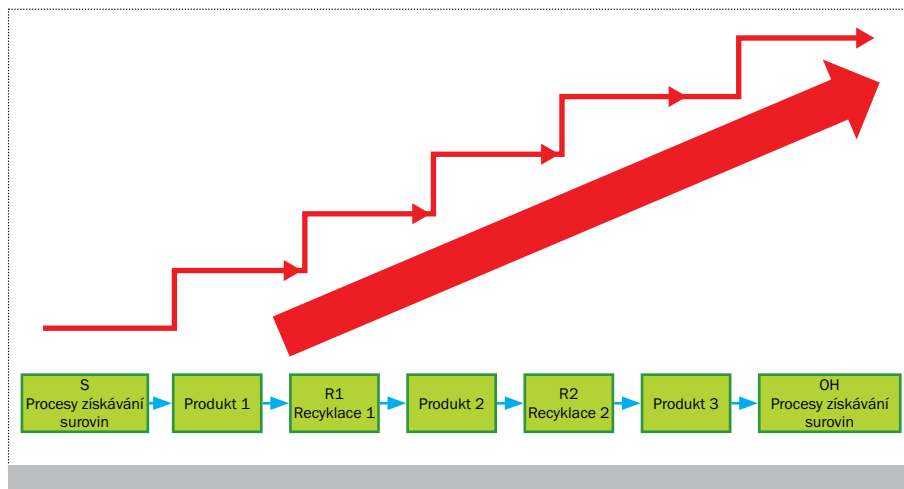 S
Procesy získávání
surovin
Produkt 1
R1
Recyklace 1
Produkt 2
R2
Recyklace 2
Produkt 3
OH
Procesy získávání
surovin